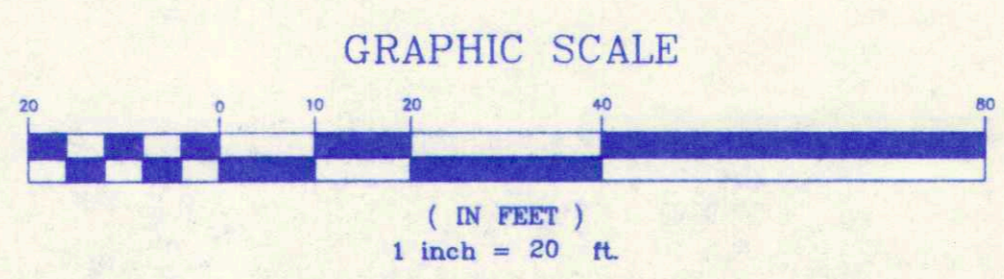 GRAPHIC SCALE
20 0 10 20 40 80
( IN FEET )
1 inch = 20 ft.